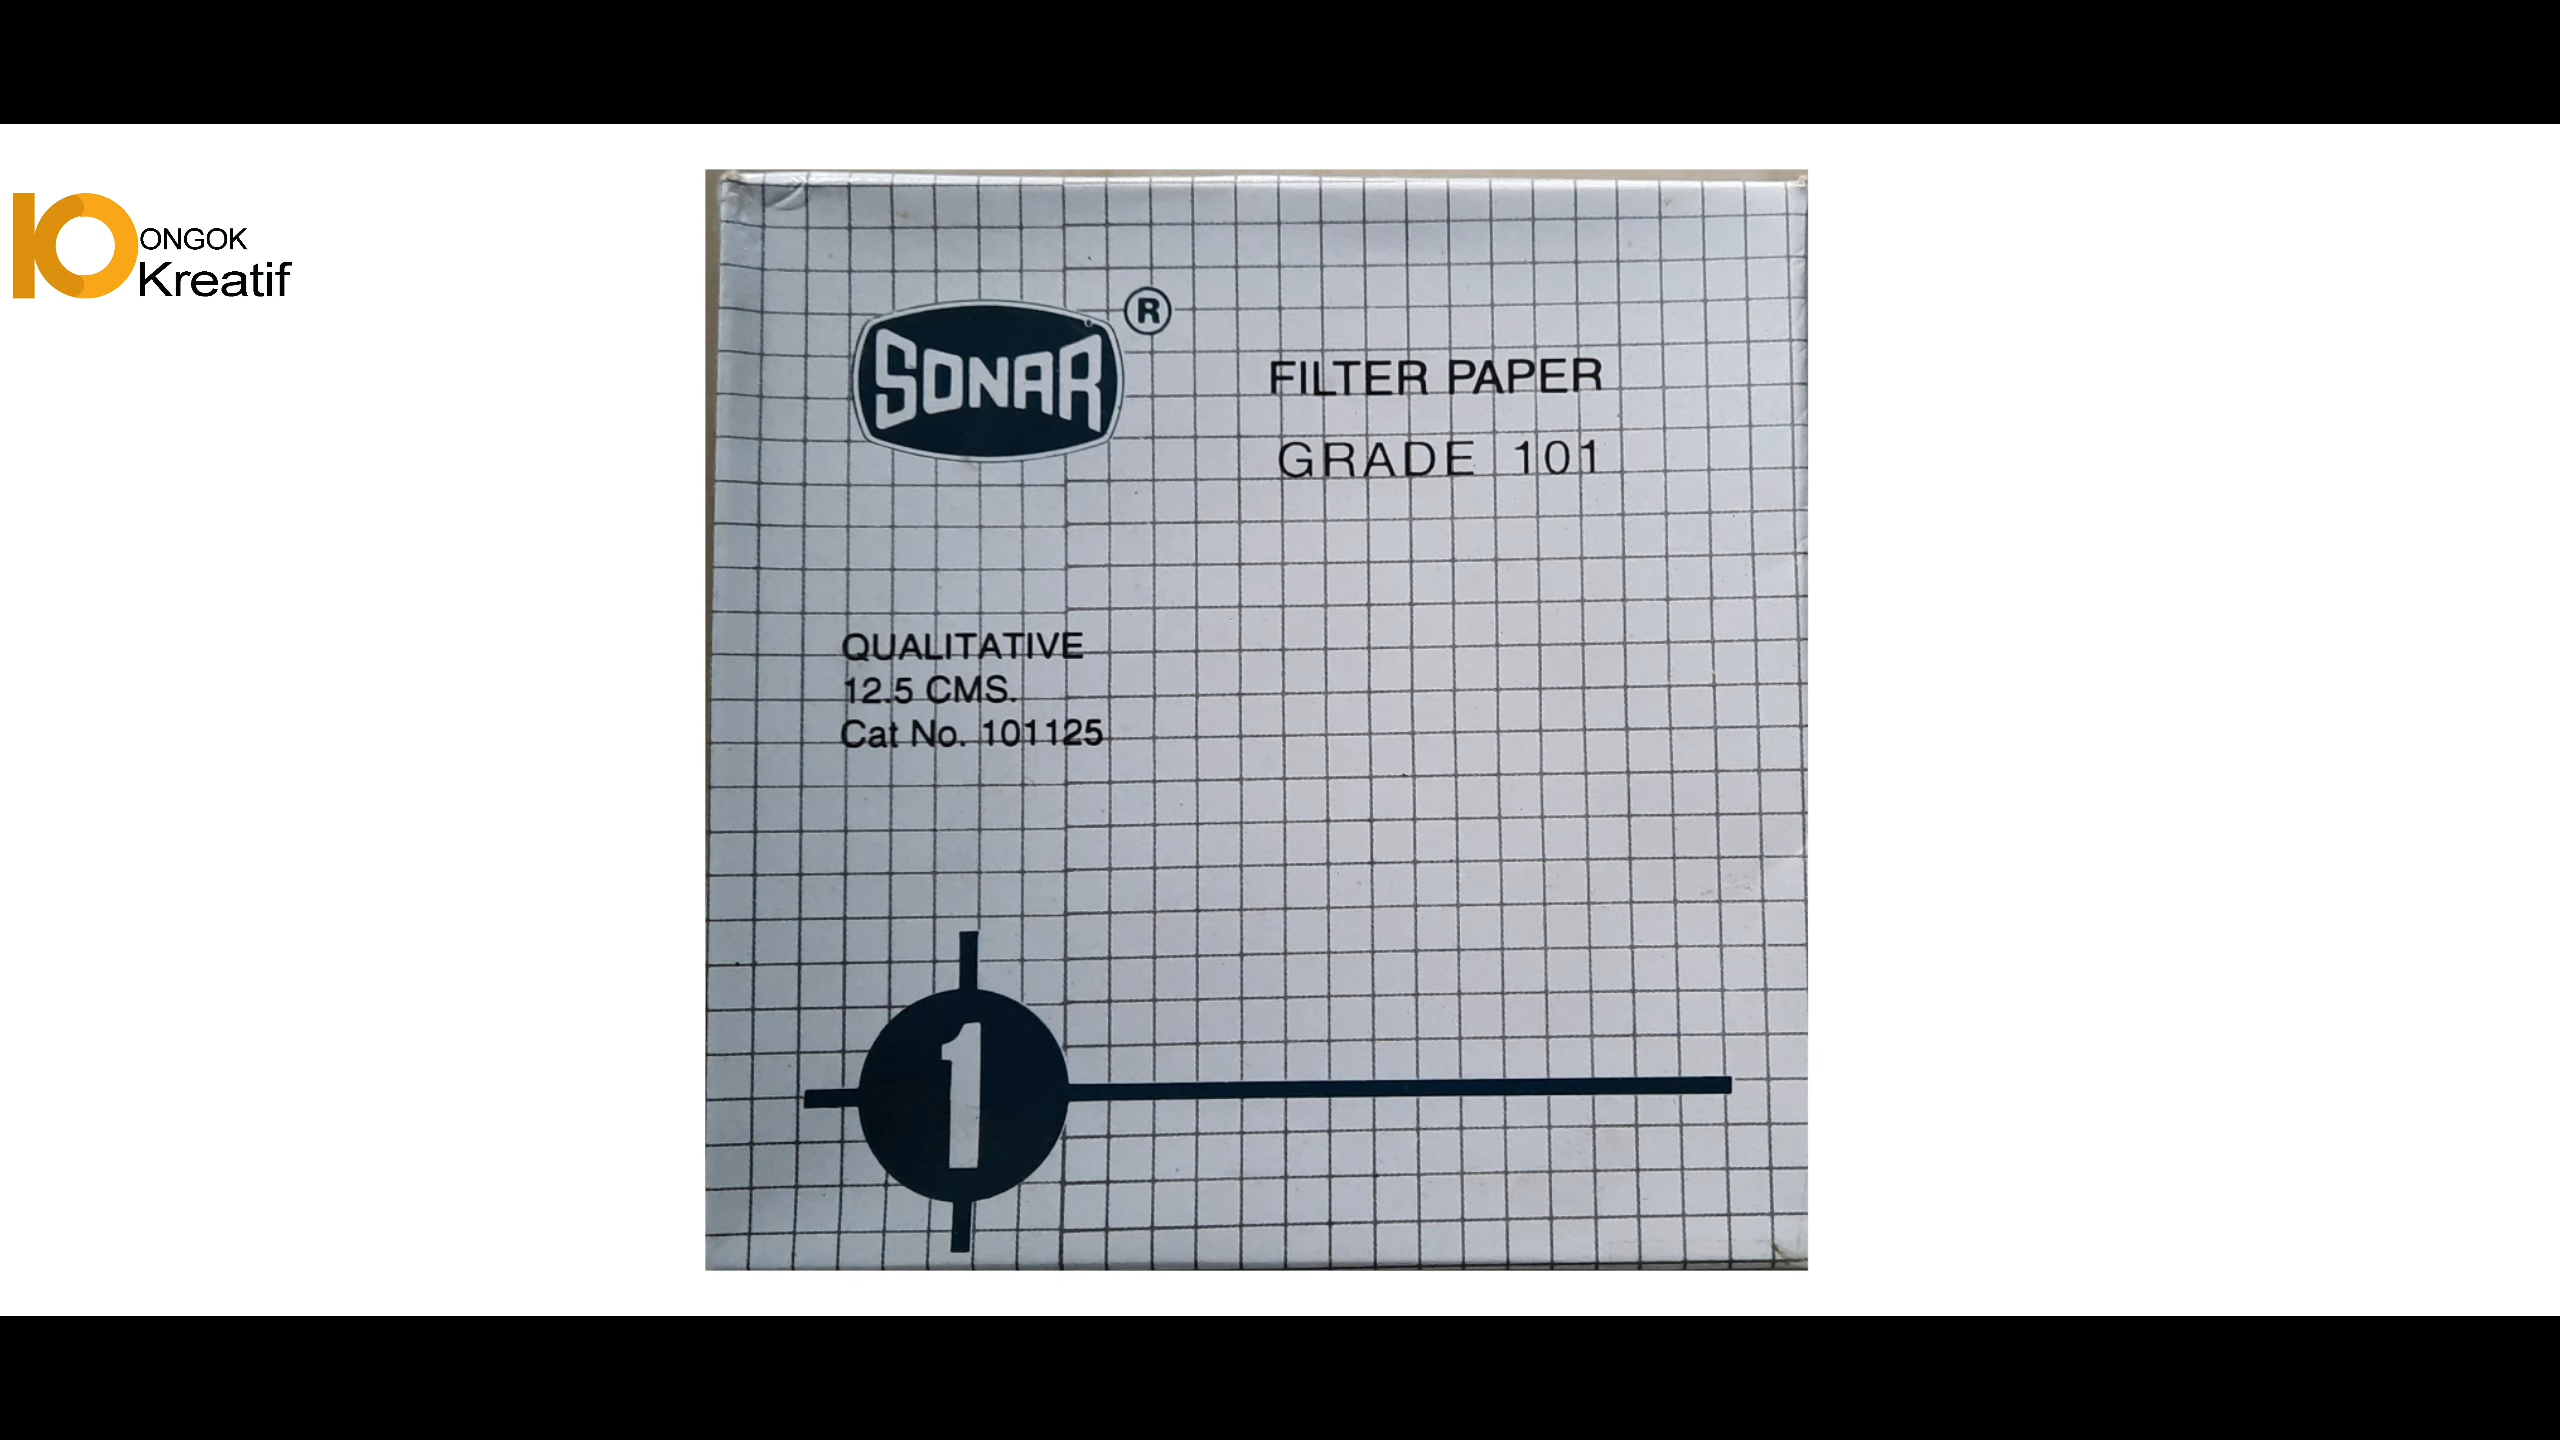 ONGOK
Kreatif
SONAR ®
FILTER PAPER
GRADE 101
QUALITATIVE
12.5 CMS.
Cat No. 101125
1